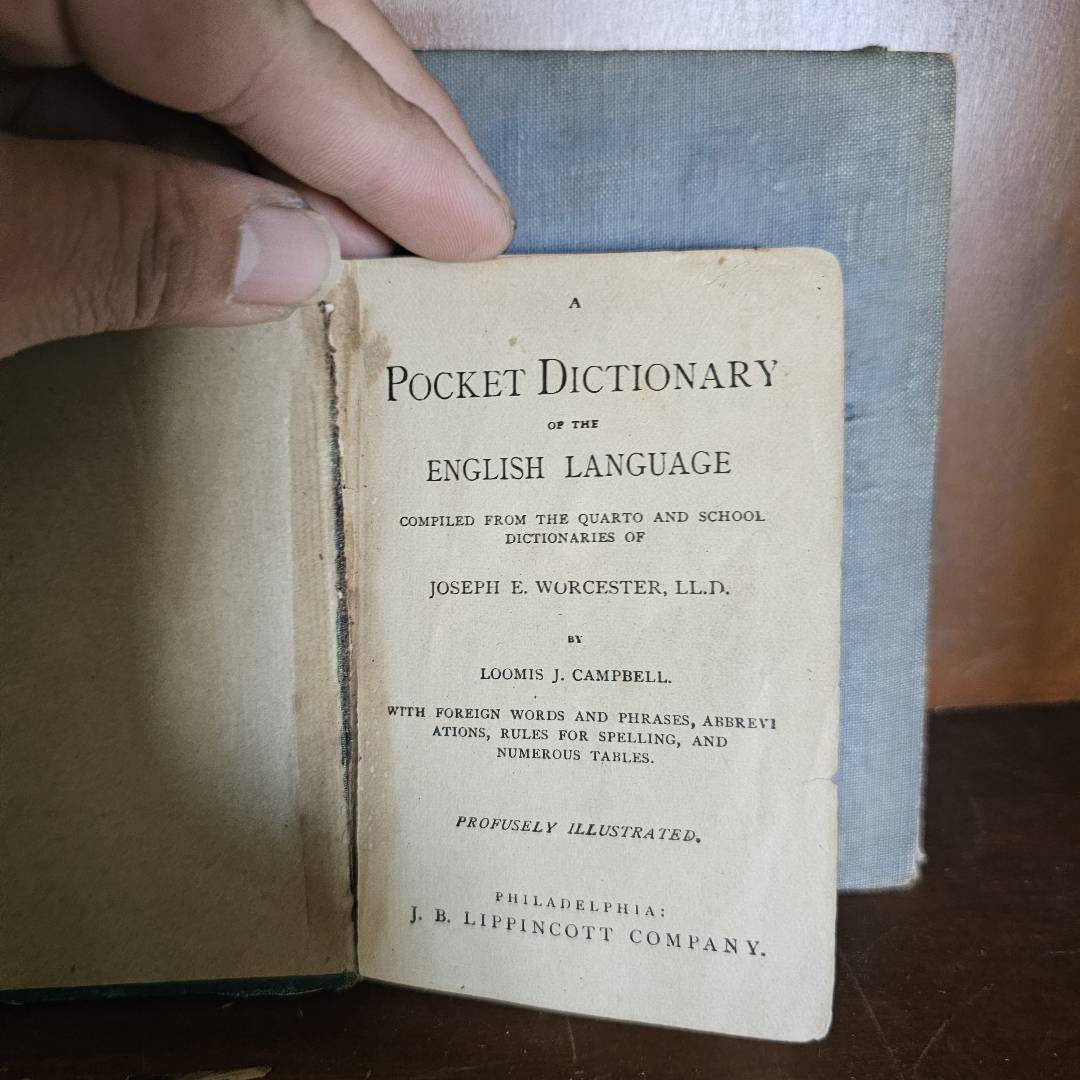 A
POCKET DICTIONARY
OF THE
ENGLISH LANGUAGE
COMPILED FROM THE QUARTO AND SCHOOL
DICTIONARIES OF
JOSEPH E. WORCESTER, LL.D.
BY
LOOMIS J. CAMPBELL.
WITH FOREIGN WORDS AND PHRASES, ABBREVI
ATIONS, RULES FOR SPELLING, AND
NUMEROUS TABLES.
PROFUSELY ILLUSTRATED.
PHILADELPHIA:
J. B. LIPPINCOTT COMPANY.